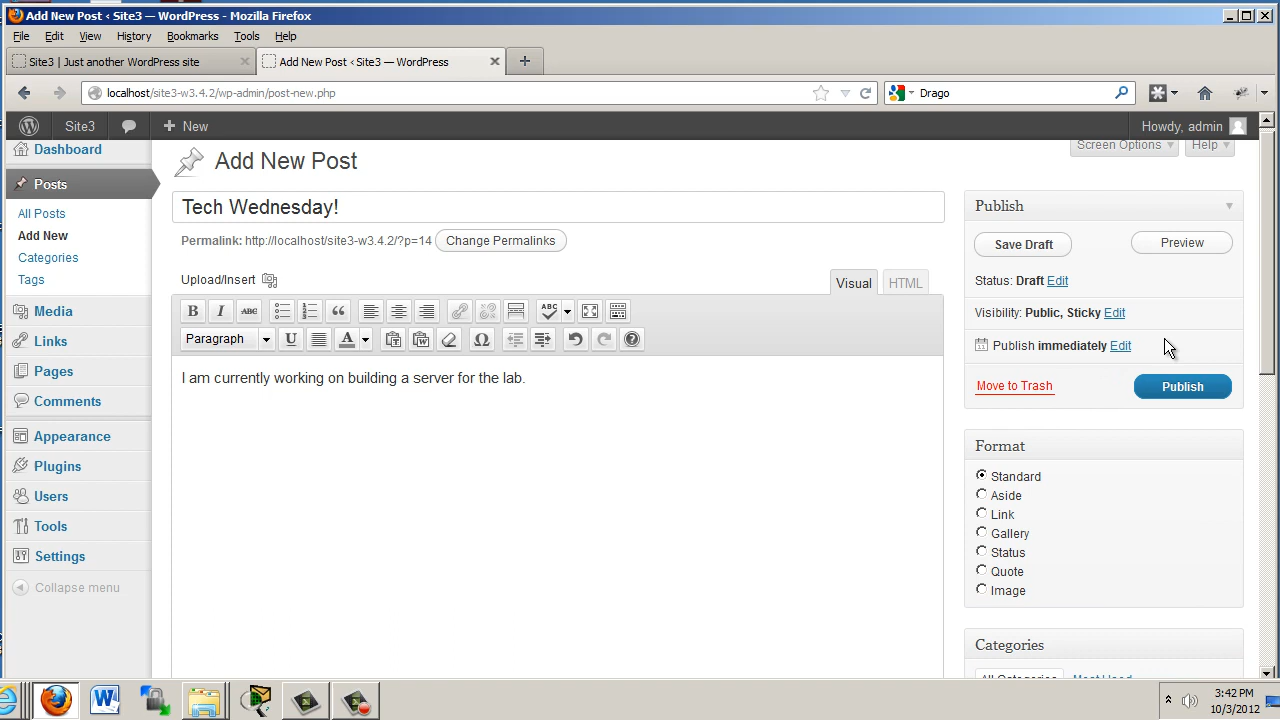 Add New Post ‹ Site3 — WordPress - Mozilla Firefox
File Edit View History Bookmarks Tools Help
Site3 | Just another WordPress site
Add New Post ‹ Site3 — WordPress
localhost/site3-w3.4.2/wp-admin/post-new.php
Drago
Site3
New
Howdy, admin
Dashboard
Posts
All Posts
Add New
Categories
Tags
Media
Links
Pages
Comments
Appearance
Plugins
Users
Tools
Settings
Collapse menu
Add New Post
Screen Options
Help
Tech Wednesday!
Permalink: http://localhost/site3-w3.4.2/?p=14 Change Permalinks
Upload/Insert
Visual
HTML
B I ABC
ABC
Paragraph
U
A
I am currently working on building a server for the lab.
Publish
Save Draft
Preview
Status: Draft Edit
Visibility: Public, Sticky Edit
Publish immediately Edit
Move to Trash
Publish
Format
Standard
Aside
Link
Gallery
Status
Quote
Image
Categories
All Categories
Most Used
3:42 PM
10/3/2012